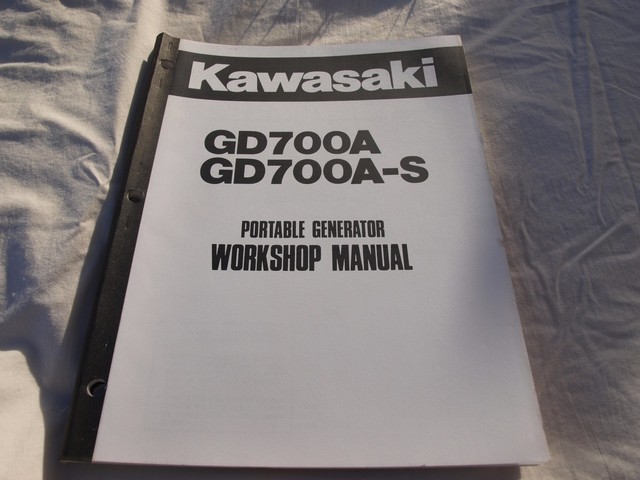 Kawasaki
GD700A
GD700A-S
PORTABLE GENERATOR
WORKSHOP MANUAL